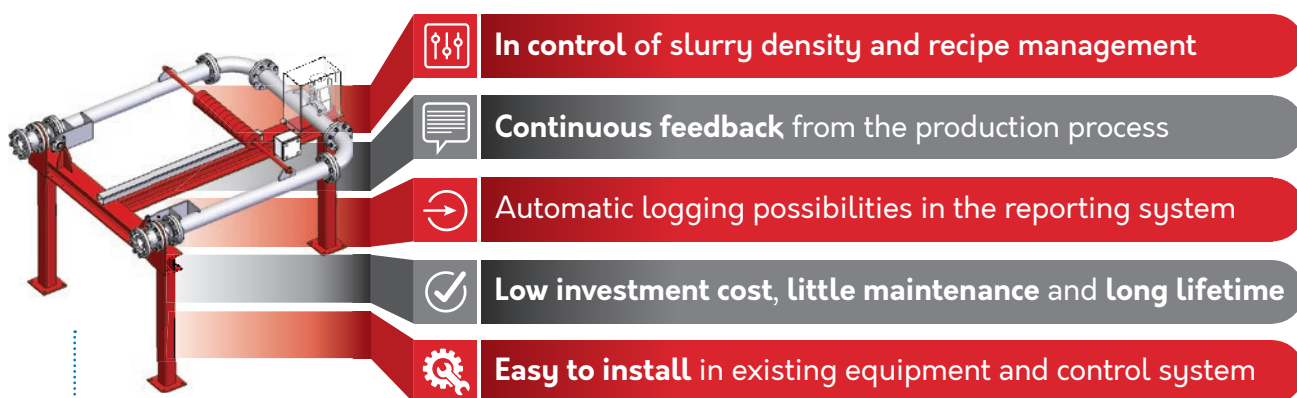 In control of slurry density and recipe management
Continuous feedback from the production process
Automatic logging possibilities in the reporting system
Low investment cost, little maintenance and long lifetime
Easy to install in existing equipment and control system